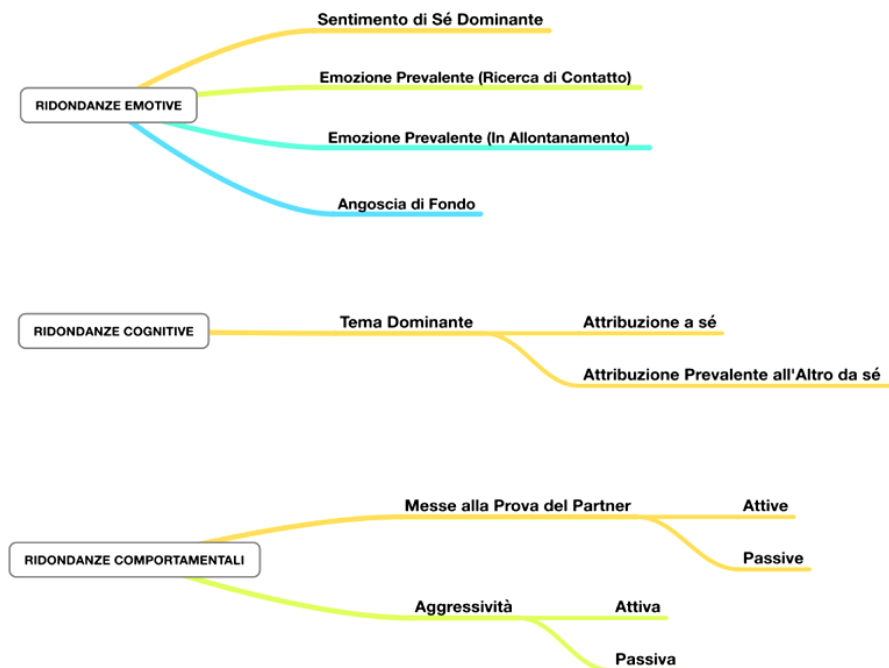 Sentimento di Sé Dominante
Emozione Prevalente (Ricerca di Contatto)
RIDONDANZE EMOTIVE
Emozione Prevalente (In Allontanamento)
Angoscia di Fondo
RIDONDANZE COGNITIVE
Tema Dominante
Attribuzione a sé
Attribuzione Prevalente all'Altro da sé
Messe alla Prova del Partner
Attive
Passive
RIDONDANZE COMPORTAMENTALI
Aggressività
Attiva
Passiva